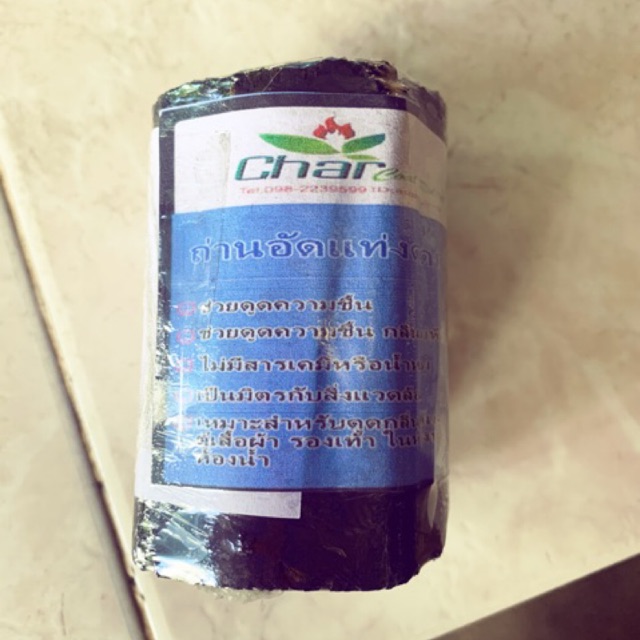 Char
Tel.098-2239599
ถ่านอัดแท่ง
ช่วยดูดความชื้น
ช่วยดูดความชื้น
ไม่มีสารเคมีหรือ
เป็นมิตรกับสิ่งแวดล้อม
เหมาะสำหรับดูดกลิ่น
ตู้เสื้อผ้า รองเท้า
ห้องน้ำ